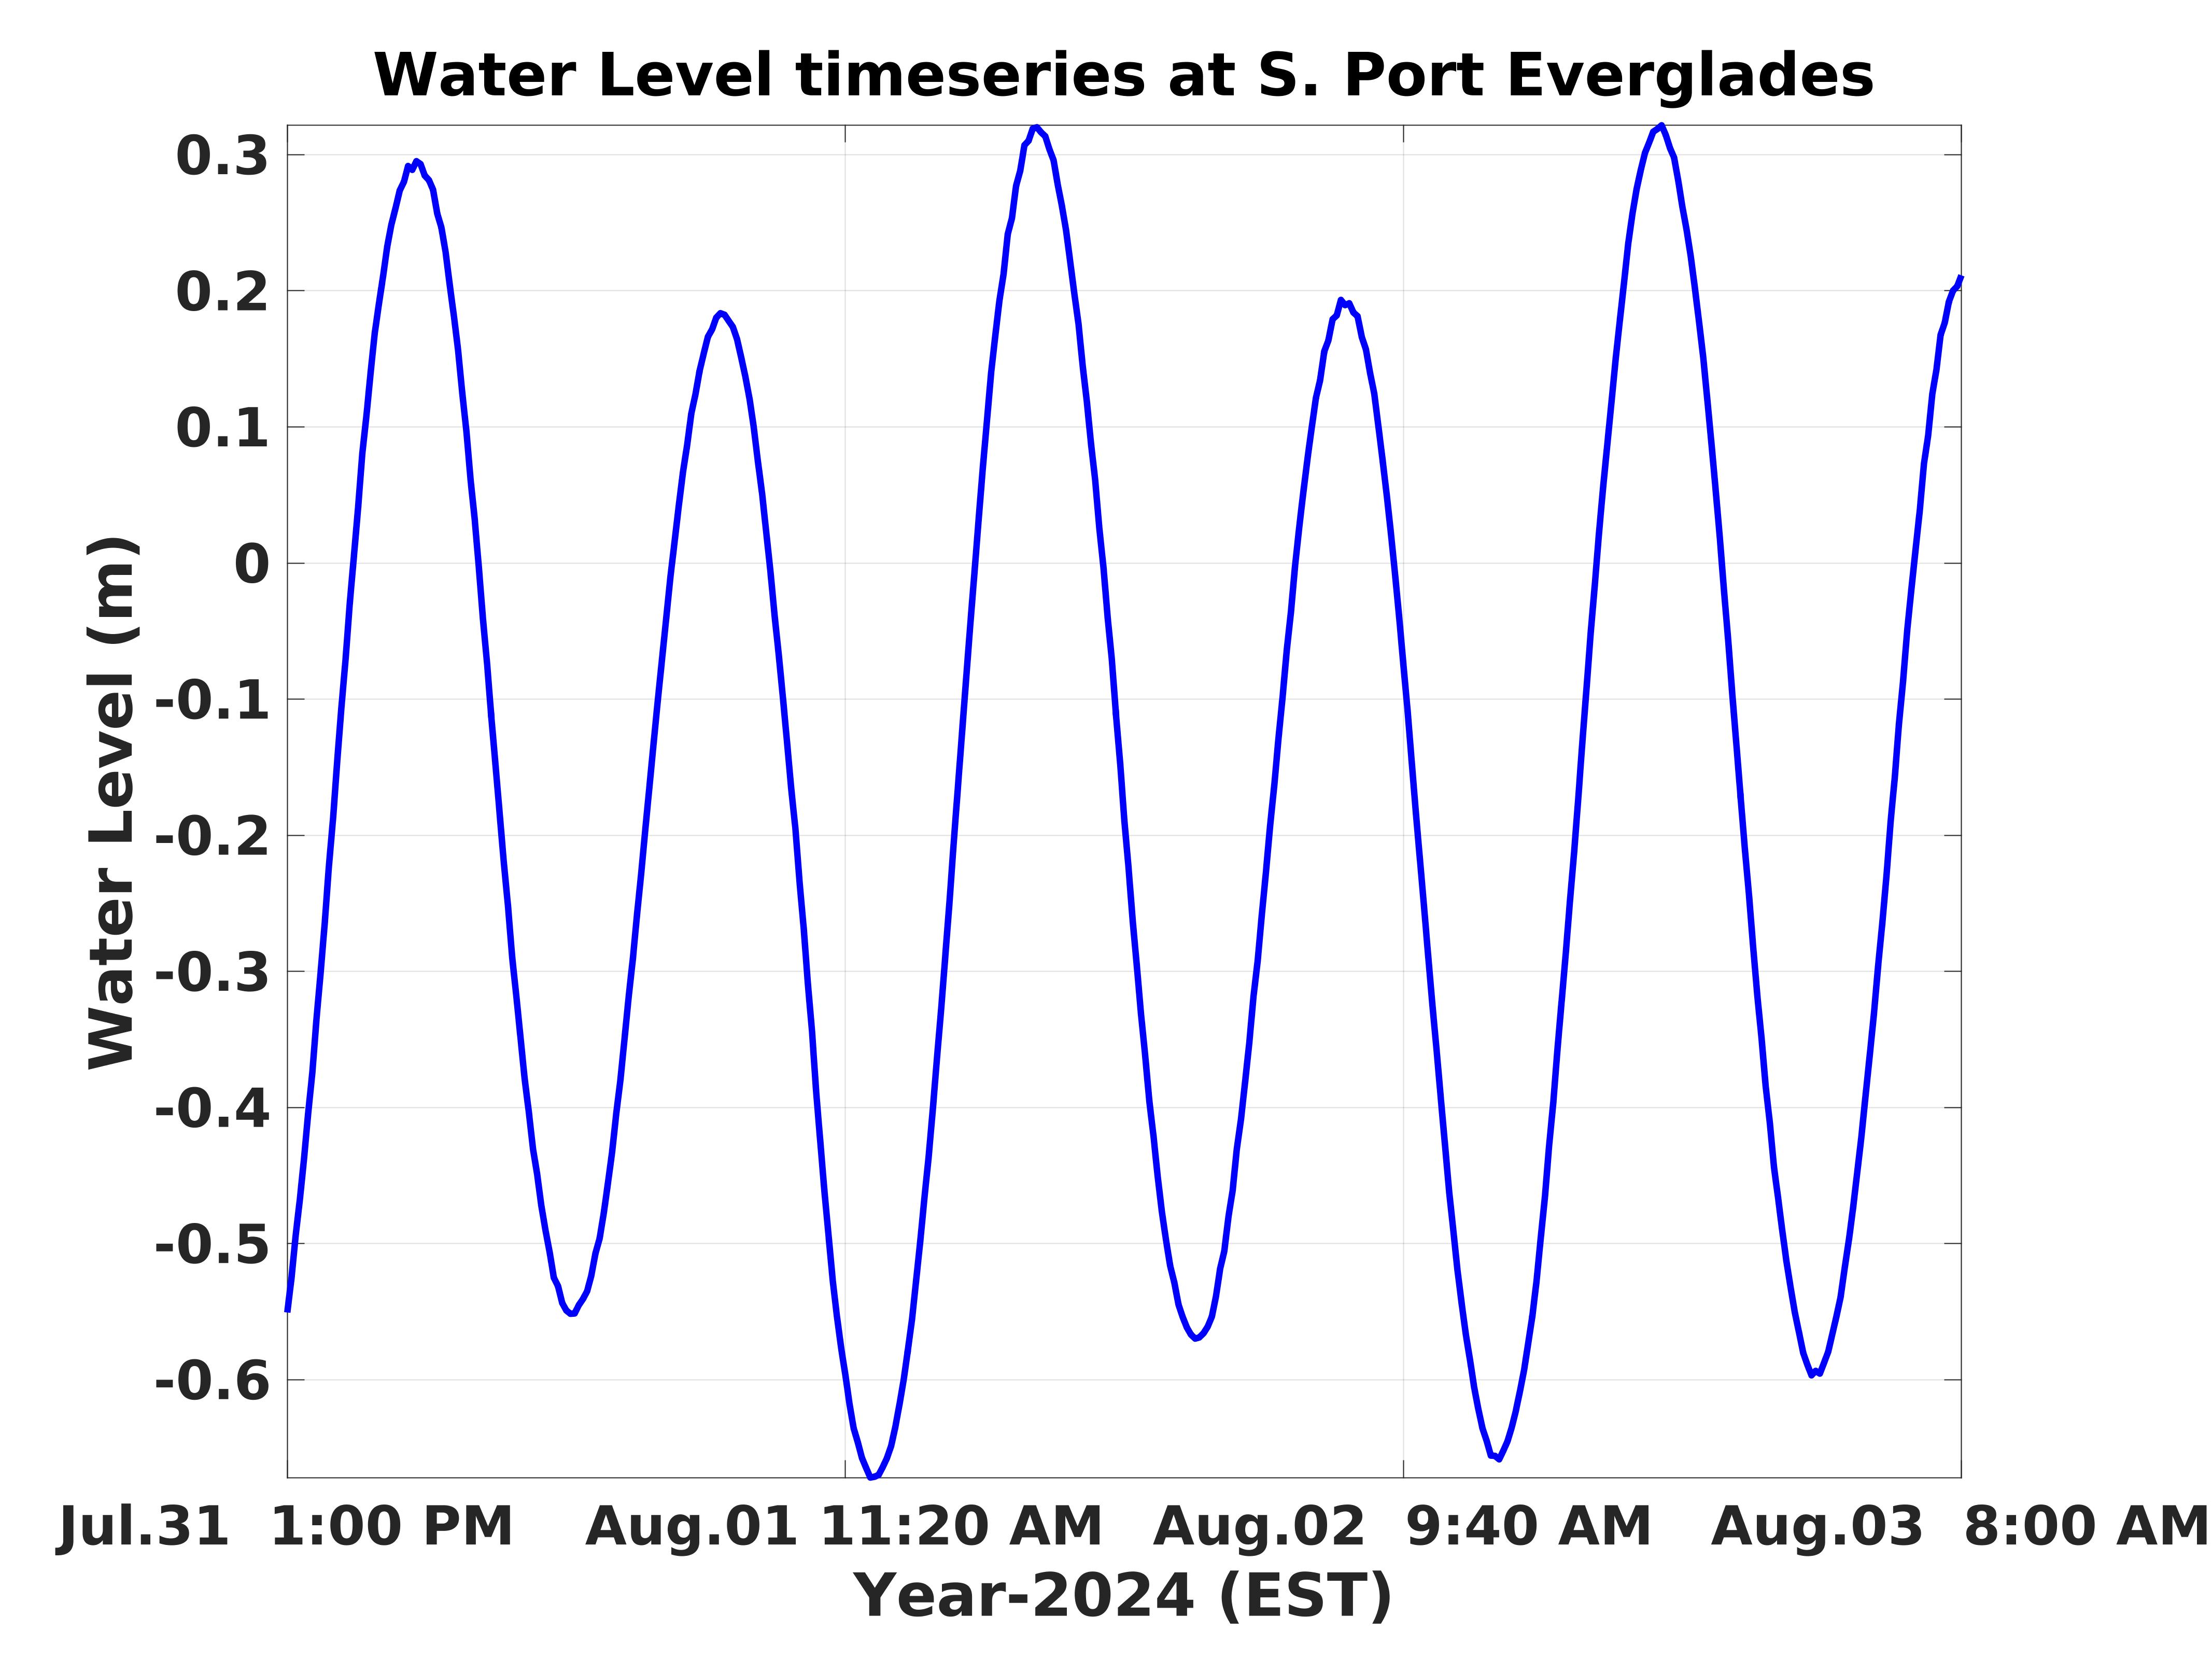 Water Level timeseries at S. Port Everglades
0.3
0.2
0.1
0
-0.1
-0.2
-0.3
-0.4
-0.5
-0.6
Water Level (m)
Jul.31  1:00 PM
Aug.01 11:20 AM
Aug.02  9:40 AM
Aug.03  8:00 AM
Year-2024 (EST)